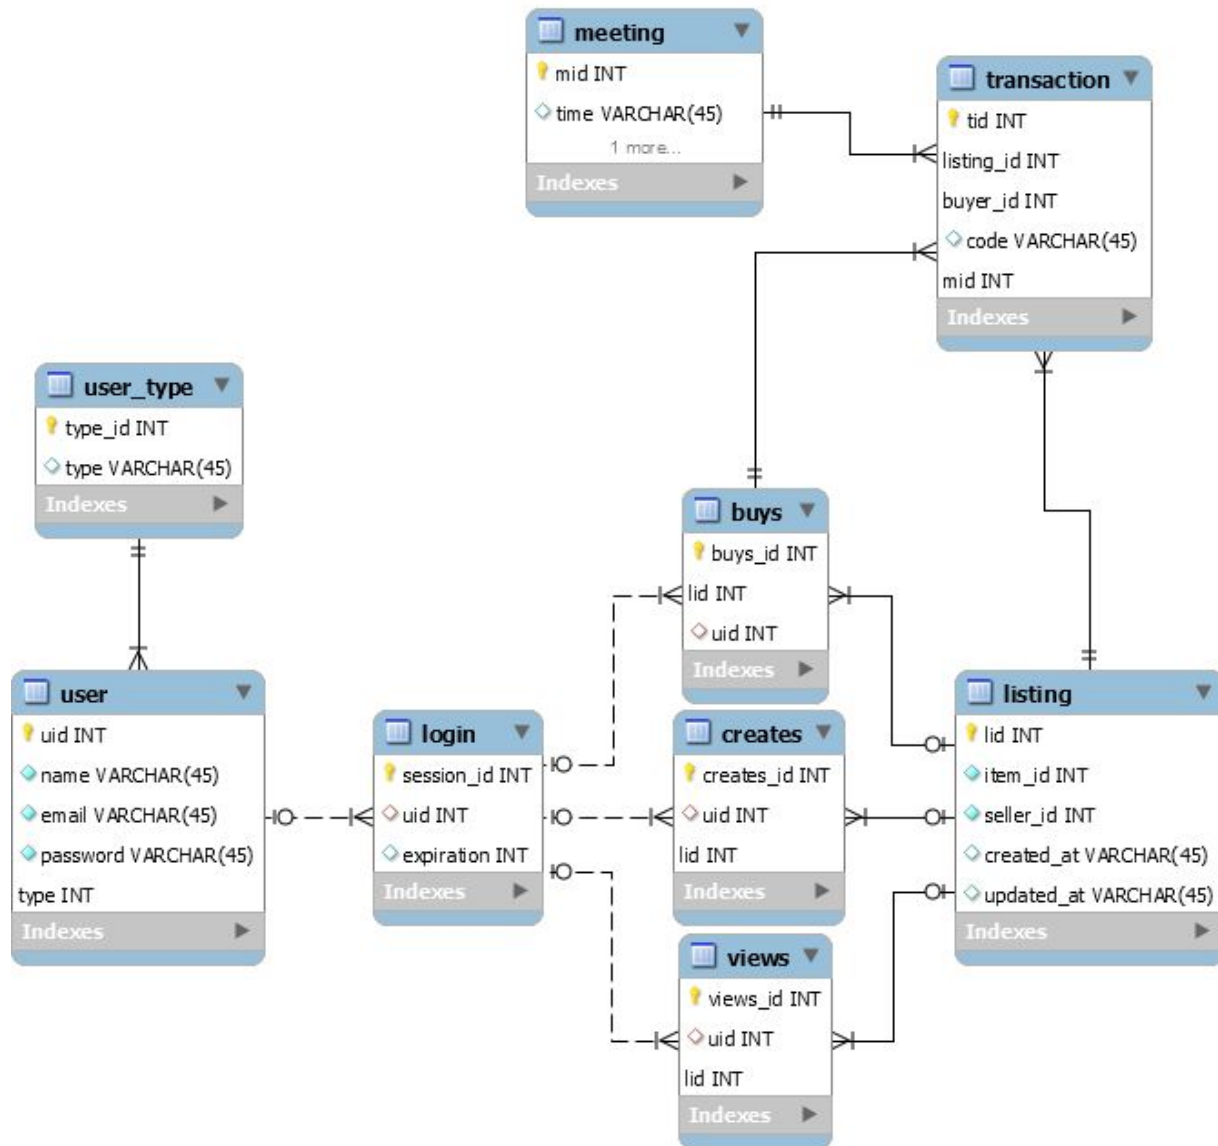 meeting
mid INT
time VARCHAR(45)
1 more...
Indexes
transaction
tid INT
listing_id INT
buyer_id INT
code VARCHAR(45)
mid INT
Indexes
user_type
type_id INT
type VARCHAR(45)
Indexes
buys
buys_id INT
lid INT
uid INT
Indexes
user
uid INT
name VARCHAR(45)
email VARCHAR(45)
password VARCHAR(45)
type INT
Indexes
login
session_id INT
uid INT
expiration INT
Indexes
creates
creates_id INT
uid INT
lid INT
Indexes
listing
lid INT
item_id INT
seller_id INT
created_at VARCHAR(45)
updated_at VARCHAR(45)
Indexes
views
views_id INT
uid INT
lid INT
Indexes